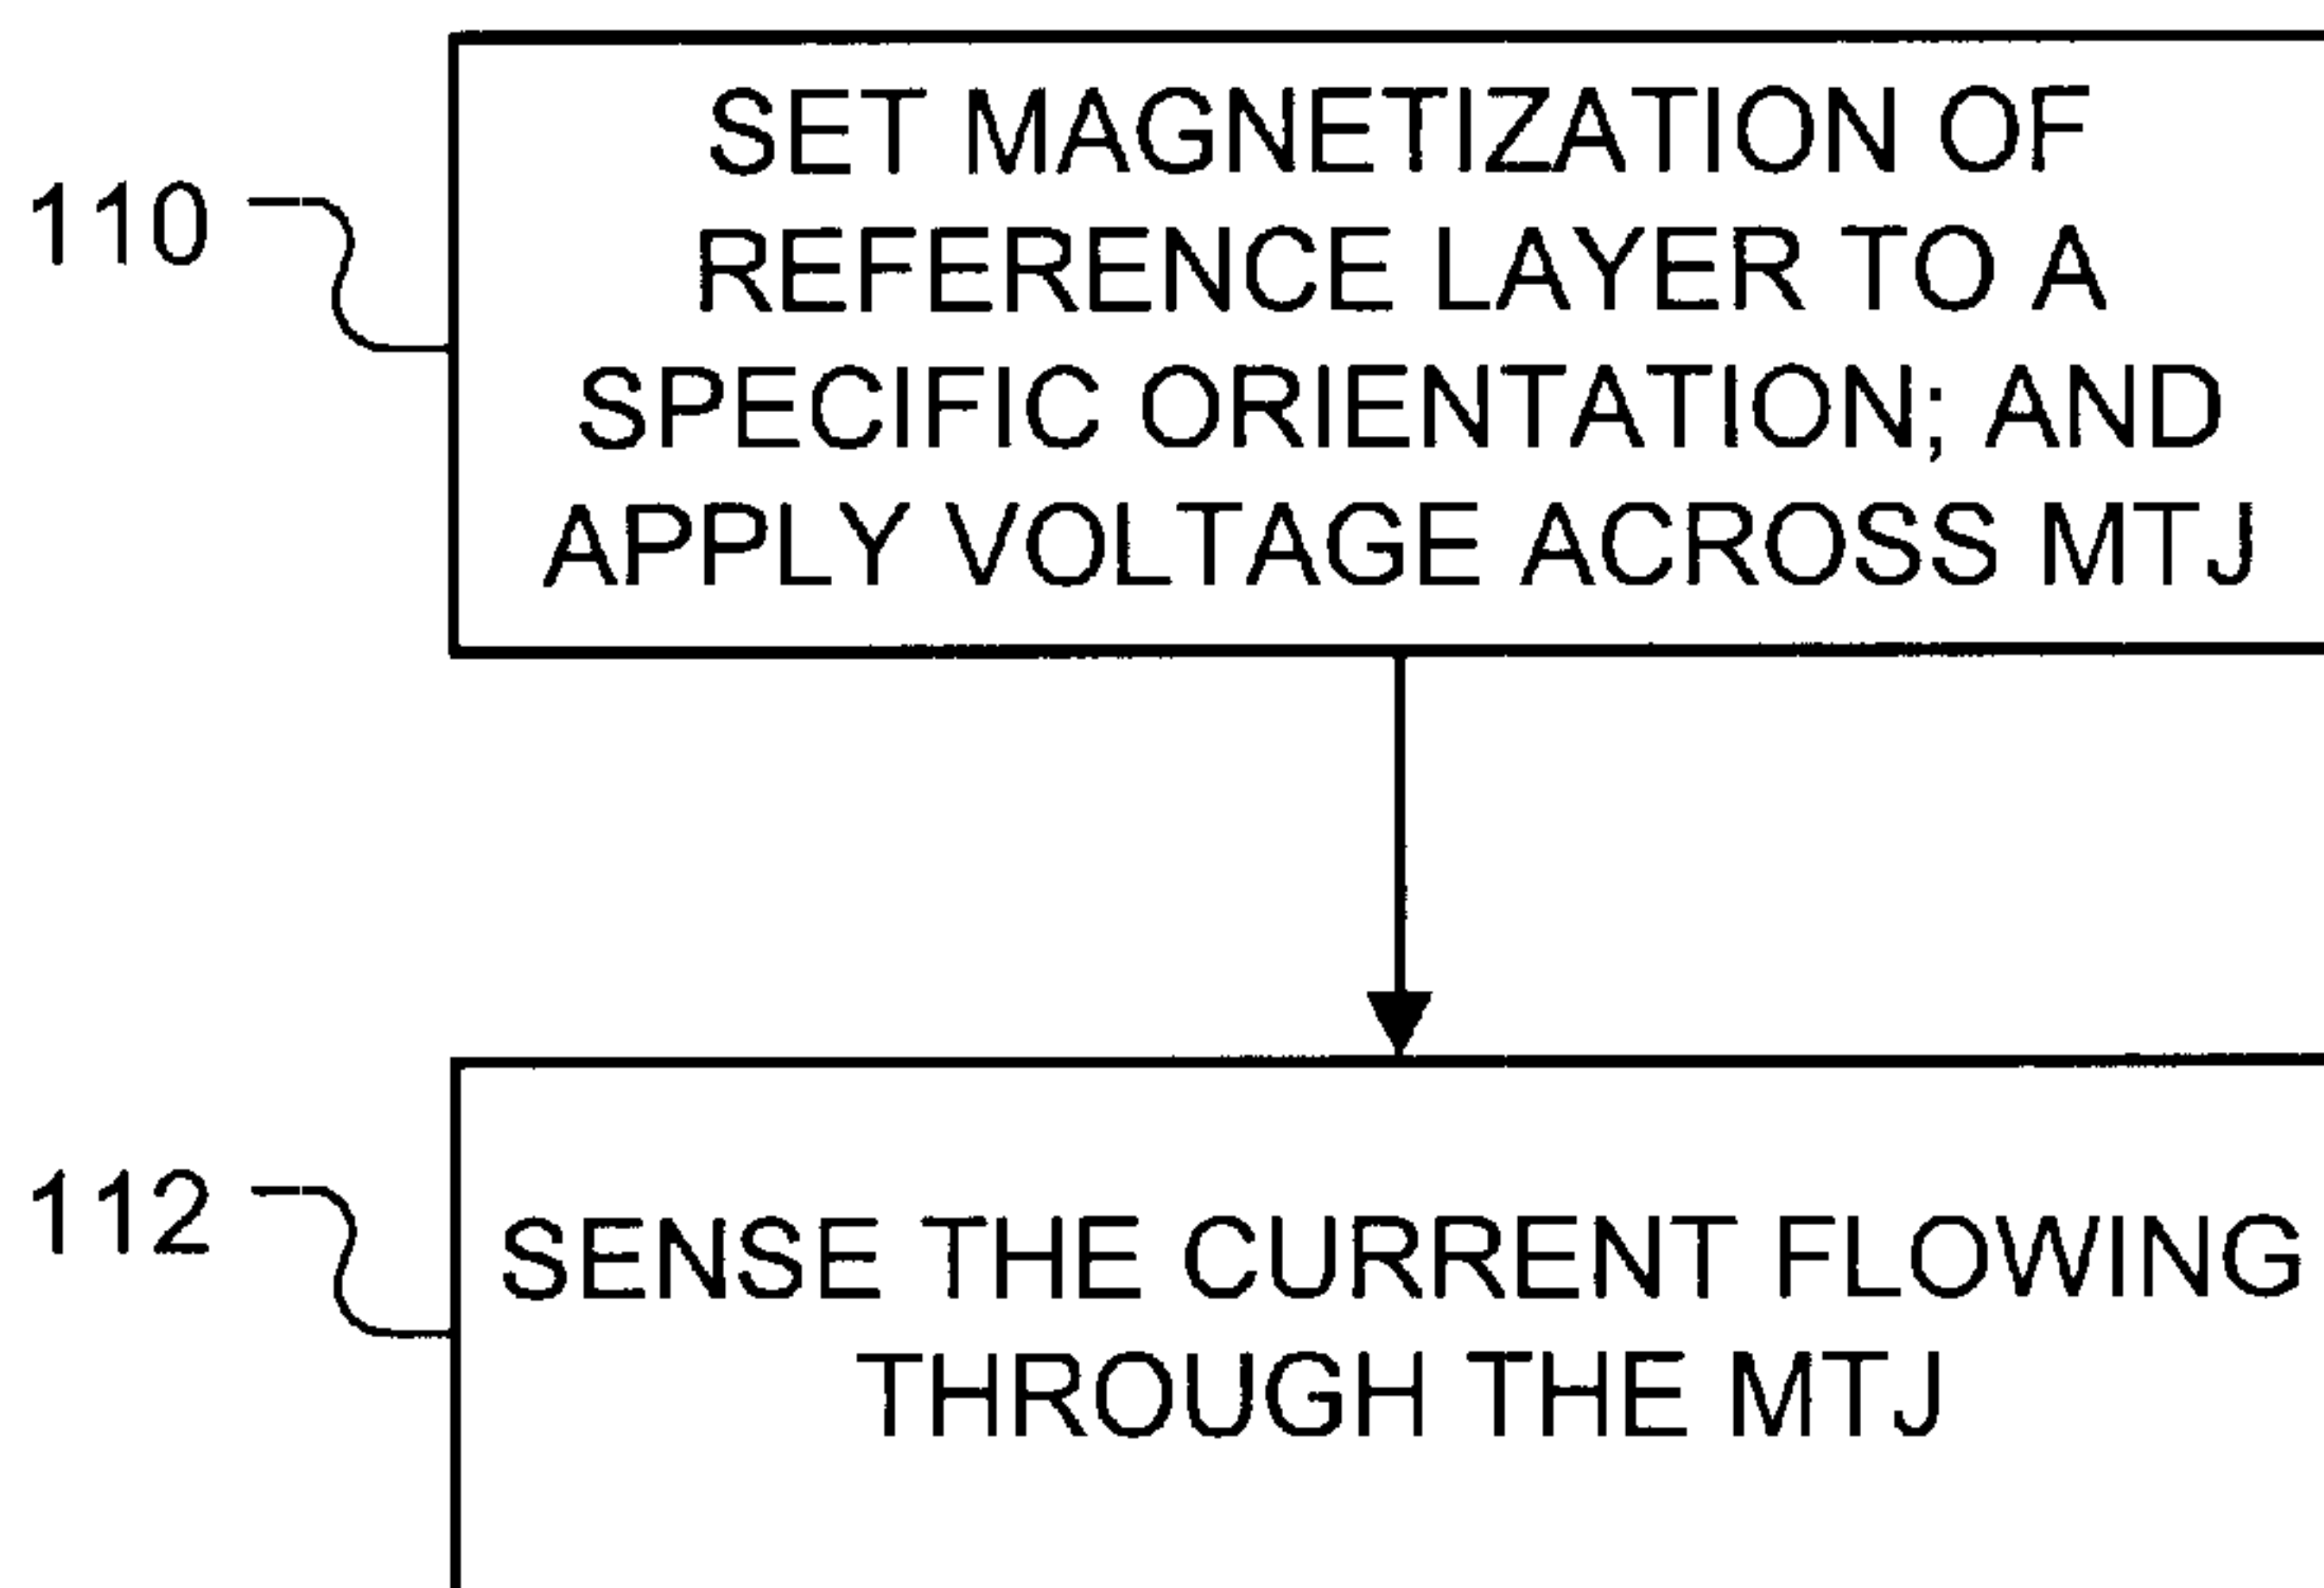 110
SET MAGNETIZATION OF
REFERENCE LAYER TO A
SPECIFIC ORIENTATION; AND
APPLY VOLTAGE ACROSS MTJ
112
SENSE THE CURRENT FLOWING
THROUGH THE MTJ